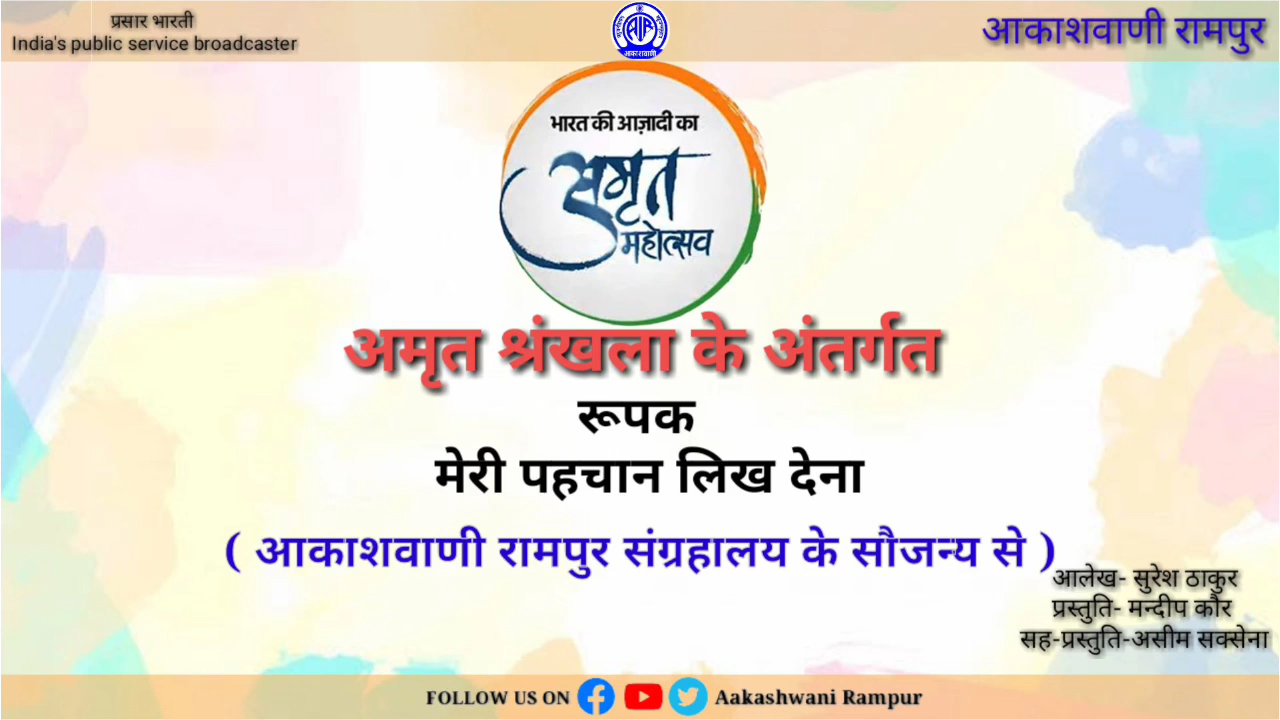 प्रसार भारती
India's public service broadcaster
आकाशवाणी
आकाशवाणी रामपुर
भारत की आज़ादी का
अमृत
महोत्सव
अमृत श्रंखला के अंतर्गत
रूपक
मेरी पहचान लिख देना
( आकाशवाणी रामपुर संग्रहालय के सौजन्य से )
आलेख- सुरेश ठाकुर
प्रस्तुति- मन्दीप कौर
सह-प्रस्तुति-असीम सक्सेना
FOLLOW US ON Aakashwani Rampur